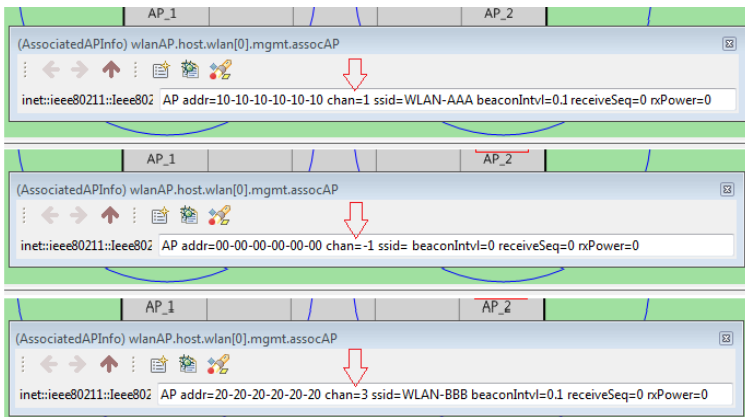 AP_1 AP_2
(AssociatedAPInfo) wlanAP.host.wlan[0].mgmt.assocAP
inet::ieee80211::Ieee802 AP addr=10-10-10-10-10-10 chan=1 ssid=WLAN-AAA beaconIntvl=0.1 receiveSeq=0 rxPower=0
AP_1 AP_2
(AssociatedAPInfo) wlanAP.host.wlan[0].mgmt.assocAP
inet::ieee80211::Ieee802 AP addr=00-00-00-00-00-00 chan=-1 ssid= beaconIntvl=0 receiveSeq=0 rxPower=0
AP_1 AP_2
(AssociatedAPInfo) wlanAP.host.wlan[0].mgmt.assocAP
inet::ieee80211::Ieee802 AP addr=20-20-20-20-20-20 chan=3 ssid=WLAN-BBB beaconIntvl=0.1 receiveSeq=0 rxPower=0